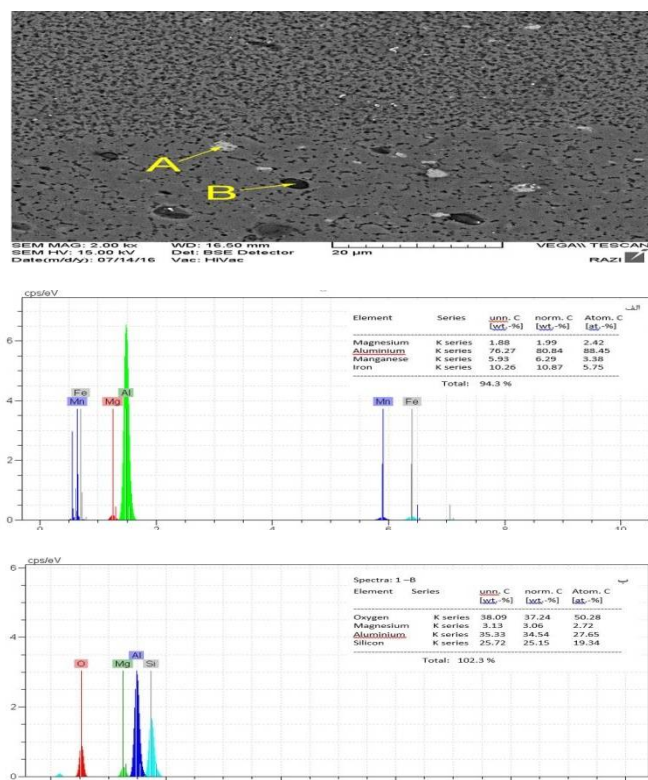 A
B
SEM MAG: 2.00 kx WD: 16.50 mm VEGA\\ TESCAN
SEM HV: 15.00 kV Det: BSE Detector 20 µm
Date(m/d/y): 07/14/16 Vac: HiVac RAZI
cps/eV
الف
Element Series unn. C norm. C Atom. C
[wt.-%] [wt.-%] [at.-%]
Magnesium K series 1.88 1.99 2.42
Aluminium K series 76.27 80.84 88.45
Manganese K series 5.93 6.29 3.38
Iron K series 10.26 10.87 5.75
Total: 94.3 %
6
Fe Al
Mn Mg Mn Fe
4
2
0
0 2 4 6 8 10
cps/eV
6
Spectra: 1 -B ب
Element Series unn. C norm. C Atom. C
[wt.-%] [wt.-%] [at.-%]
Oxygen K series 38.09 37.24 50.28
Magnesium K series 3.13 3.06 2.72
Aluminium K series 35.33 34.54 27.65
Silicon K series 25.72 25.15 19.34
Total: 102.3 %
4
Al
O Mg Si
2
0